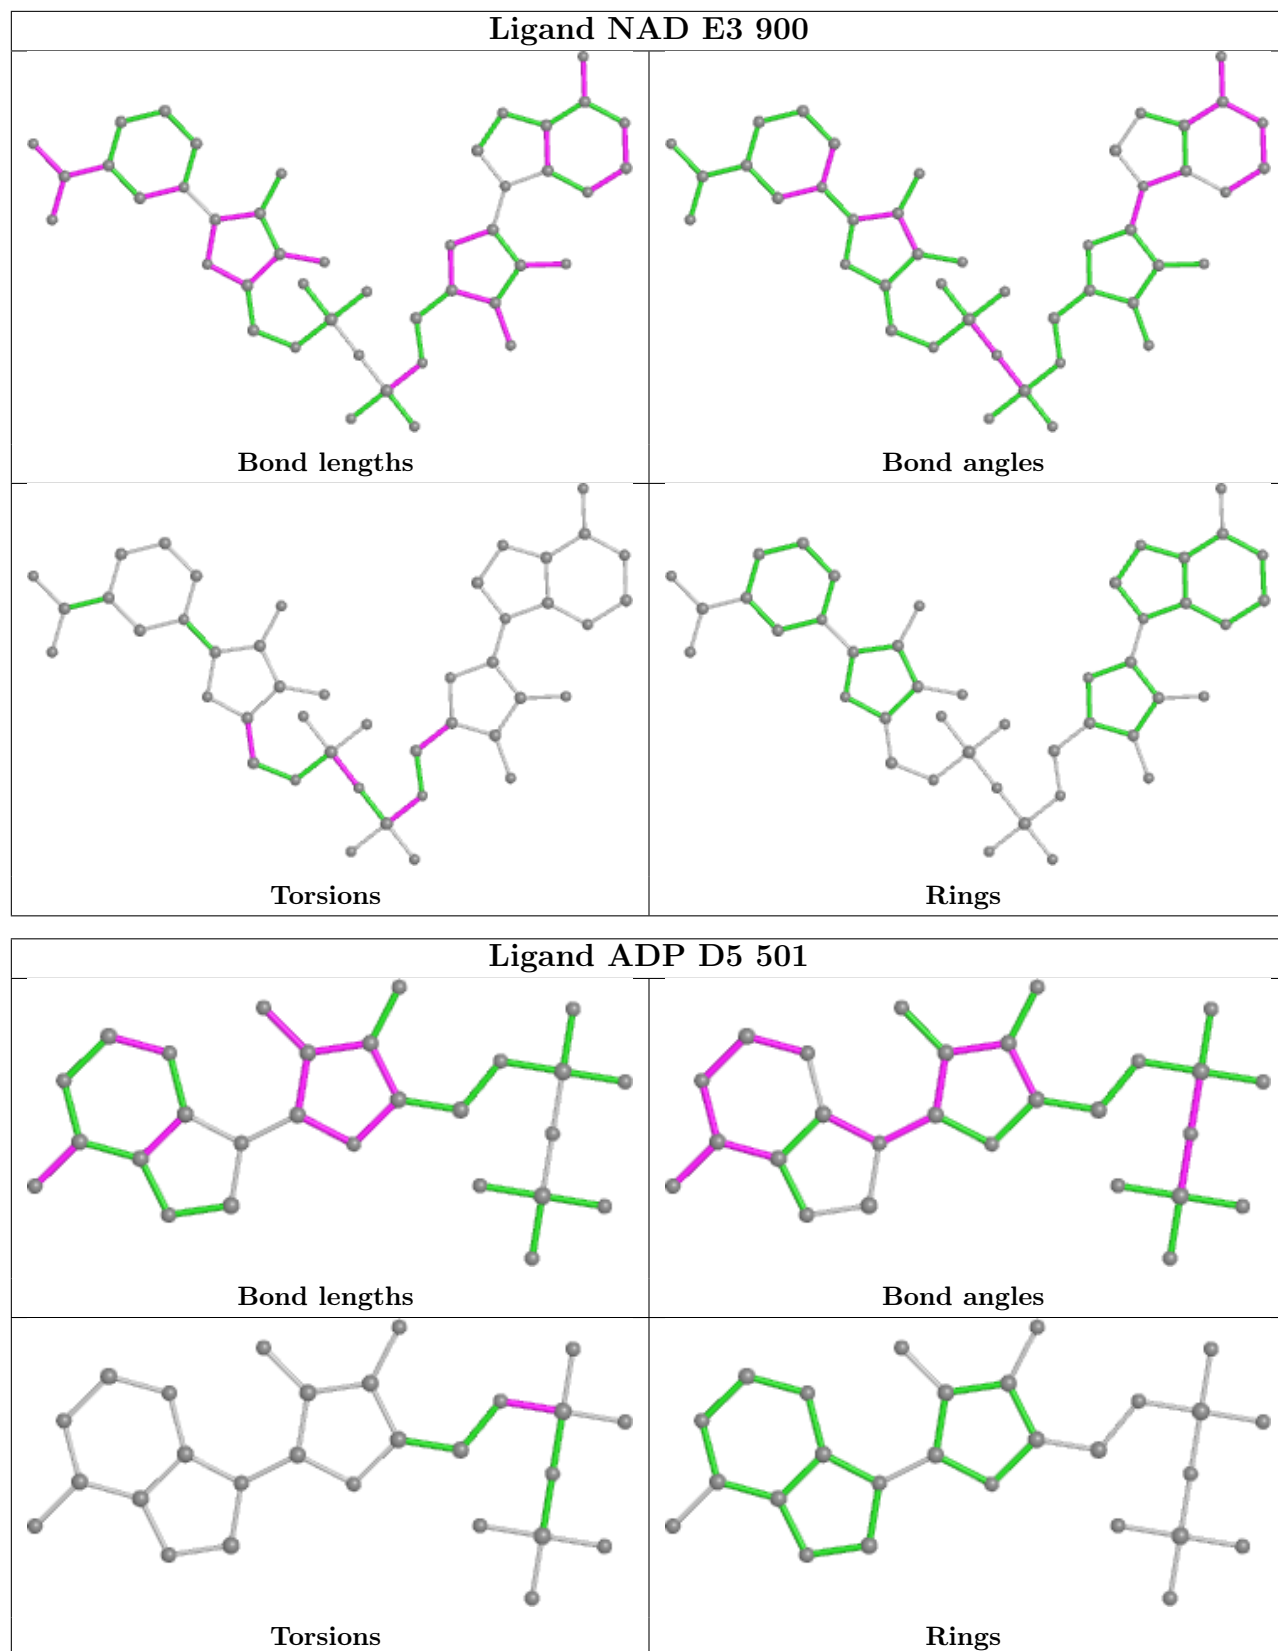 Ligand NAD E3 900
Bond lengths
Bond angles
Torsions
Rings
Ligand ADP D5 501
Bond lengths
Bond angles
Torsions
Rings